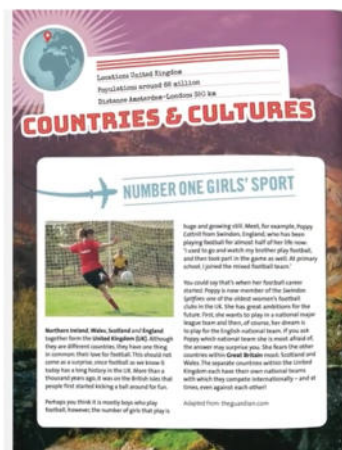 Location: United Kingdom
Population: around 68 million
Distance Amsterdam–London: 360 km
COUNTRIES & CULTURES
NUMBER ONE GIRLS' SPORT
Northern Ireland, Wales, Scotland and England
together form the United Kingdom (UK). Although
they are different countries, they have one thing
in common: their love for football. This should not
come as a surprise, since football as we know it
today has a long history in the UK. More than a
thousand years ago, it was on the British Isles that
people first started kicking a ball around for fun.
Perhaps you think it is mostly boys who play
football, however, the number of girls that play is
huge and growing still. Meet, for example, Poppy
Cothill from Swindon, England, who has been
playing football for almost half of her life now.
'I used to go and watch my brother play football,
and then took part in the game as well. At primary
school, I joined the mixed football team.'
You could say that's when her football career
started. Poppy is now member of the Swindon
Spitfires one of the oldest women's football
clubs in the UK. She has great ambitions for the
future. First, she wants to play in a national major
league team and then, of course, her dream is
to play for the English national team. If you ask
Poppy which national team she is most afraid of,
the answer may surprise you. She fears the other
countries within Great Britain most: Scotland and
Wales. The separate countries within the United
Kingdom each have their own national teams
with which they compete internationally – and at
times, even against each other!
Adapted from: theguardian.com